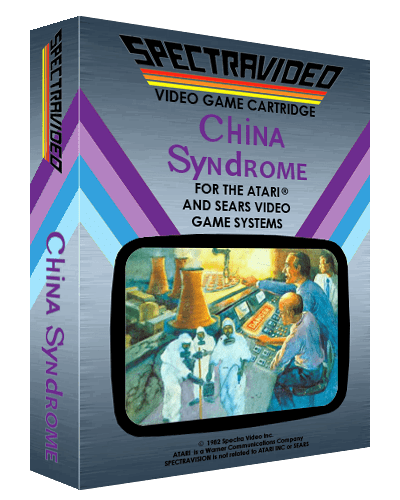 SPECTRAVIDEO
SPECTRAVIDEO
VIDEO GAME CARTRIDGE
China
Syndrome
FOR THE ATARI®
AND SEARS VIDEO
GAME SYSTEMS
China Syndrome
© 1982 Spectra Video Inc.
ATARI is a Warner Communications Company
SPECTRAVISION is not related to ATARI INC or SEARS